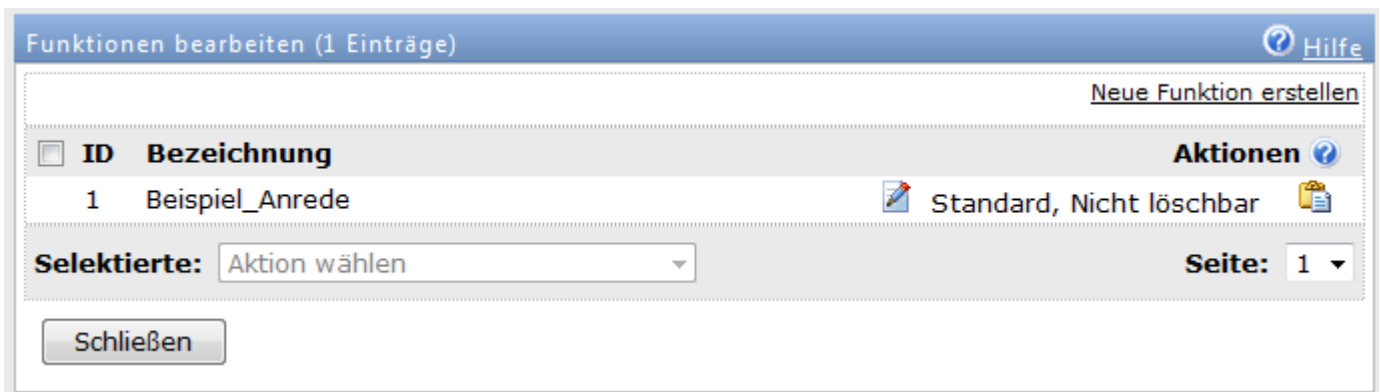 Funktionen bearbeiten (1 Einträge) Hilfe
Neue Funktion erstellen
ID Bezeichnung Aktionen
1 Beispiel_Anrede Standard, Nicht löschbar
Selektierte: Aktion wählen Seite: 1
Schließen